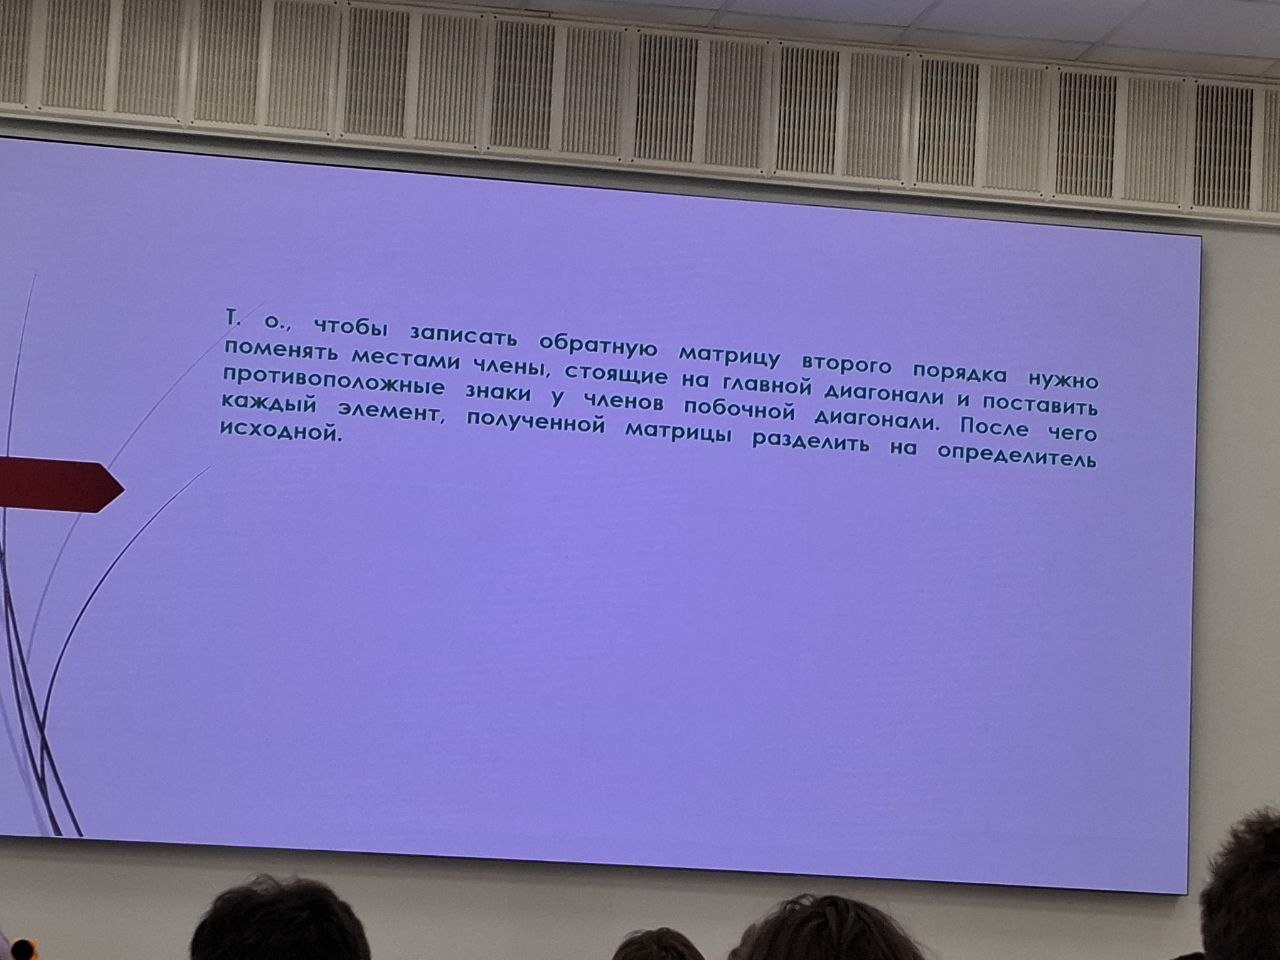 Т. о., чтобы записать обратную матрицу второго порядка нужно
поменять местами члены, стоящие на главной диагонали и поставить
противоположные знаки у членов побочной диагонали. После чего
каждый элемент, полученной матрицы разделить на определитель
исходной.